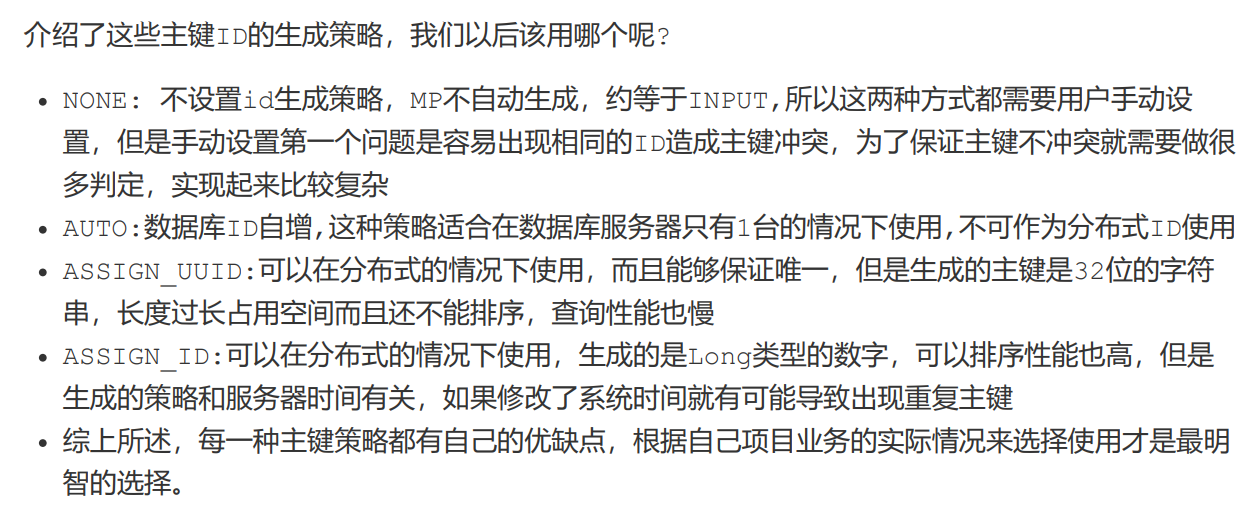 介绍了这些主键ID的生成策略，我们以后该用哪个呢?
• NONE: 不设置id生成策略，MP不自动生成，约等于INPUT,所以这两种方式都需要用户手动设
置，但是手动设置第一个问题是容易出现相同的ID造成主键冲突，为了保证主键不冲突就需要做很
多判定，实现起来比较复杂
• AUTO:数据库ID自增,这种策略适合在数据库服务器只有1台的情况下使用,不可作为分布式ID使用
• ASSIGN_UUID:可以在分布式的情况下使用，而且能够保证唯一，但是生成的主键是32位的字符
串，长度过长占用空间而且还不能排序，查询性能也慢
• ASSIGN_ID:可以在分布式的情况下使用，生成的是Long类型的数字，可以排序性能也高，但是
生成的策略和服务器时间有关，如果修改了系统时间就有可能导致出现重复主键
• 综上所述，每一种主键策略都有自己的优缺点，根据自己项目业务的实际情况来选择使用才是最明
智的选择。